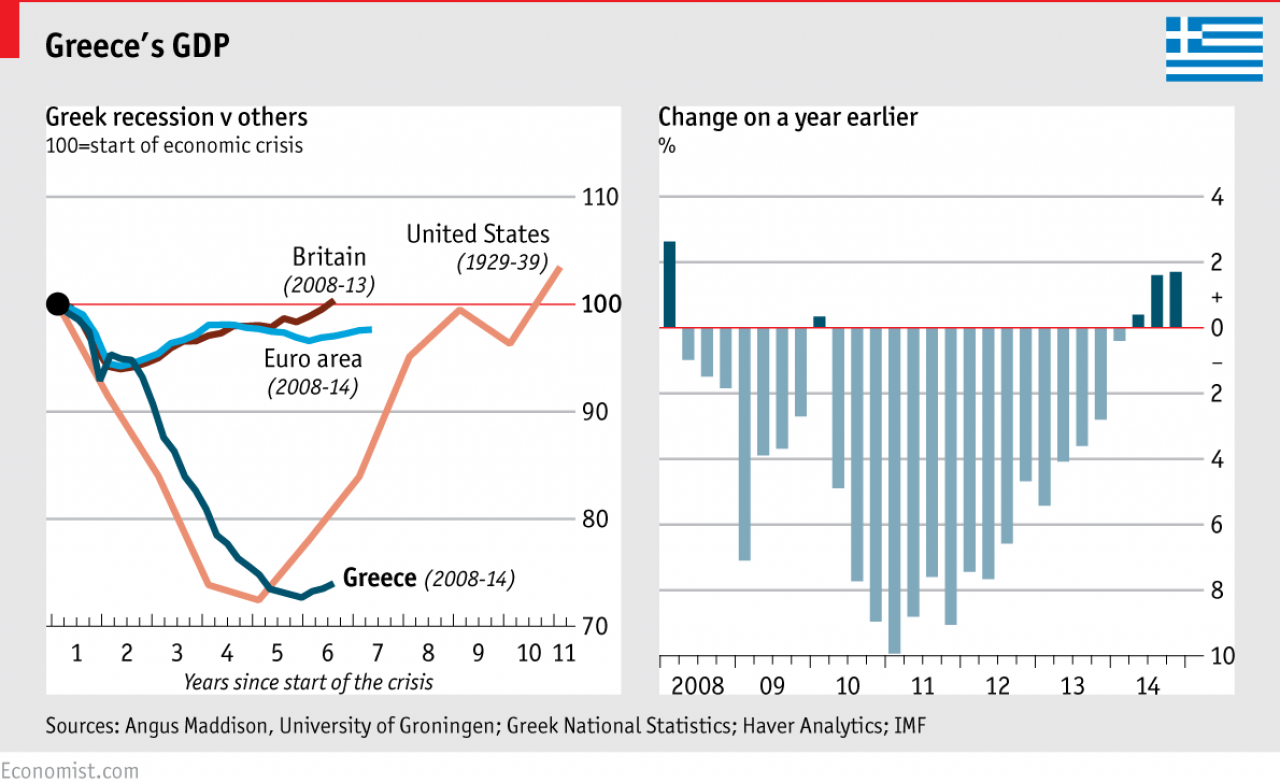 Greece's GDP
Greek recession v others
100=start of economic crisis
110
United States
(1929-39)
Britain
(2008-13)
100
Euro area
(2008-14)
90
80
Greece (2008-14)
70
1 2 3 4 5 6 7 8 9 10 11
Years since start of the crisis
Change on a year earlier
%
4
2
+
0
–
2
4
6
8
10
2008 09 10 11 12 13 14
Sources: Angus Maddison, University of Groningen; Greek National Statistics; Haver Analytics; IMF
Economist.com